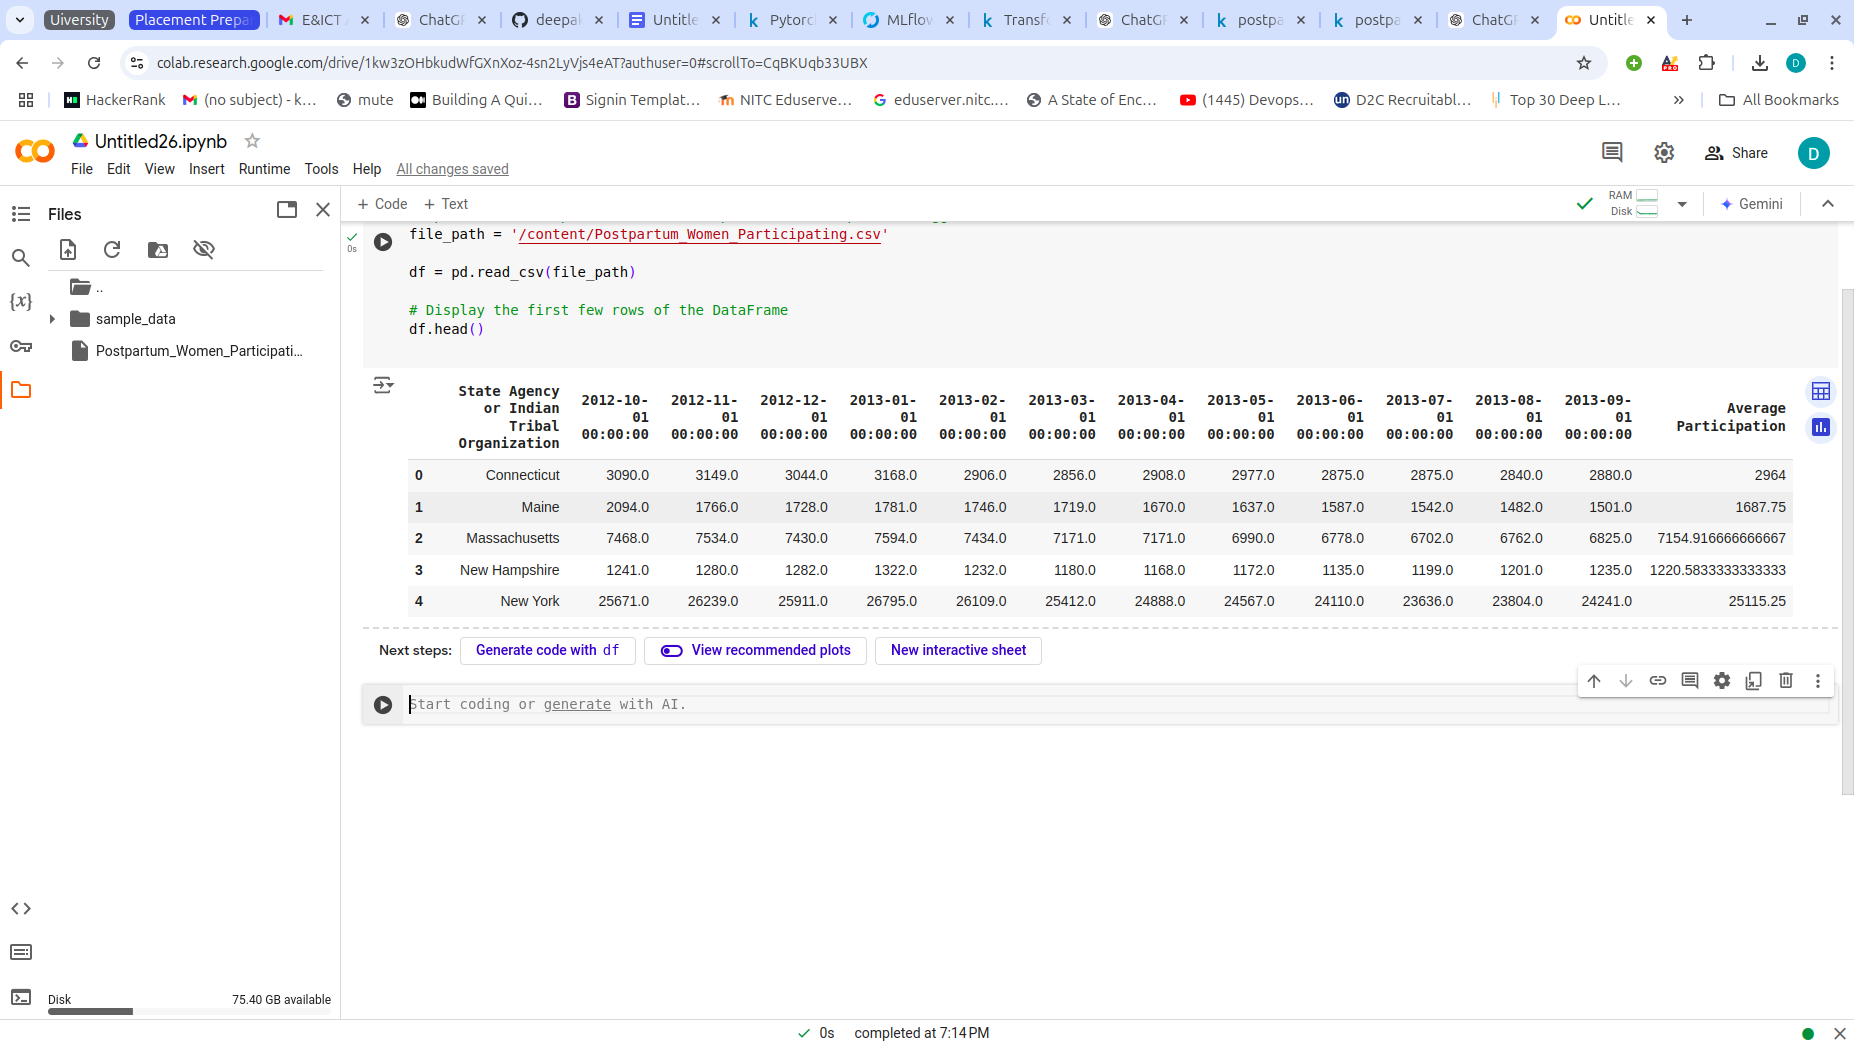 Uiversity Placement Prepa E&ICT ChatGP deepak Untitle Pytorc MLflow Transfo ChatGP postpa postpa ChatGP Untitle
colab.research.google.com/drive/1kw3zOHbkudWfGXnXoz-4sn2LyVjs4eAT?authuser=0#scrollTo=CqBKUqb33UBX
HackerRank (no subject) - k... mute Building A Qui... Signin Templat... NITC Eduserve... eduserver.nitc.... A State of Enc... (1445) Devops... D2C Recruitabl... Top 30 Deep L... » All Bookmarks
Untitled26.ipynb
Share D
File Edit View Insert Runtime Tools Help All changes saved
Files
+ Code + Text
RAM
Disk
Gemini
file_path = '/content/Postpartum_Women_Participating.csv'
0s
df = pd.read_csv(file_path)
# Display the first few rows of the DataFrame
df.head()
..
sample_data
Postpartum_Women_Participati...
State Agency or Indian Tribal Organization 2012-10-01 00:00:00 2012-11-01 00:00:00 2012-12-01 00:00:00 2013-01-01 00:00:00 2013-02-01 00:00:00 2013-03-01 00:00:00 2013-04-01 00:00:00 2013-05-01 00:00:00 2013-06-01 00:00:00 2013-07-01 00:00:00 2013-08-01 00:00:00 2013-09-01 00:00:00 Average Participation
0 Connecticut 3090.0 3149.0 3044.0 3168.0 2906.0 2856.0 2908.0 2977.0 2875.0 2875.0 2840.0 2880.0 2964
1 Maine 2094.0 1766.0 1728.0 1781.0 1746.0 1719.0 1670.0 1637.0 1587.0 1542.0 1482.0 1501.0 1687.75
2 Massachusetts 7468.0 7534.0 7430.0 7594.0 7434.0 7171.0 7171.0 6990.0 6778.0 6702.0 6762.0 6825.0 7154.916666666667
3 New Hampshire 1241.0 1280.0 1282.0 1322.0 1232.0 1180.0 1168.0 1172.0 1135.0 1199.0 1201.0 1235.0 1220.5833333333333
4 New York 25671.0 26239.0 25911.0 26795.0 26109.0 25412.0 24888.0 24567.0 24110.0 23636.0 23804.0 24241.0 25115.25
Next steps: Generate code with df View recommended plots New interactive sheet
Start coding or generate with AI.
Disk 75.40 GB available
0s completed at 7:14 PM